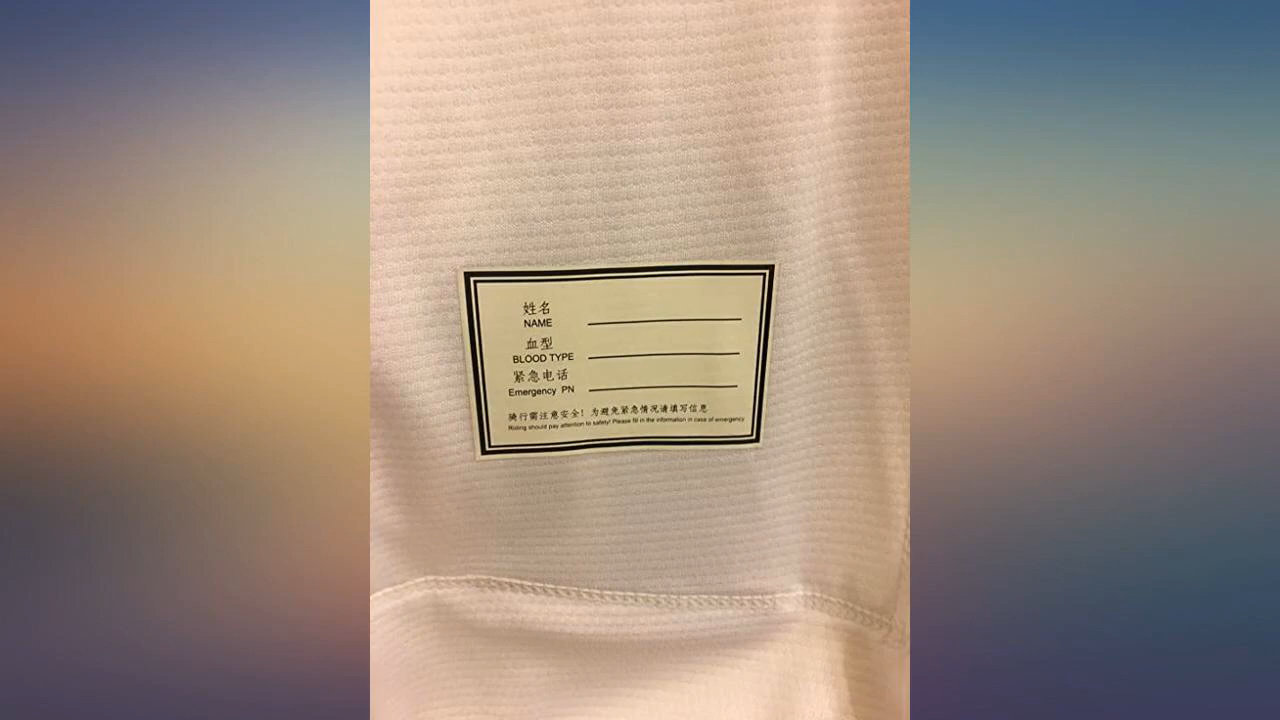 姓名
NAME
血型
BLOOD TYPE
紧急电话
Emergency PN
骑行需注意安全！为避免紧急情况请填写信息
Riding should pay attention to safety! Please fill in the information in case of emergency